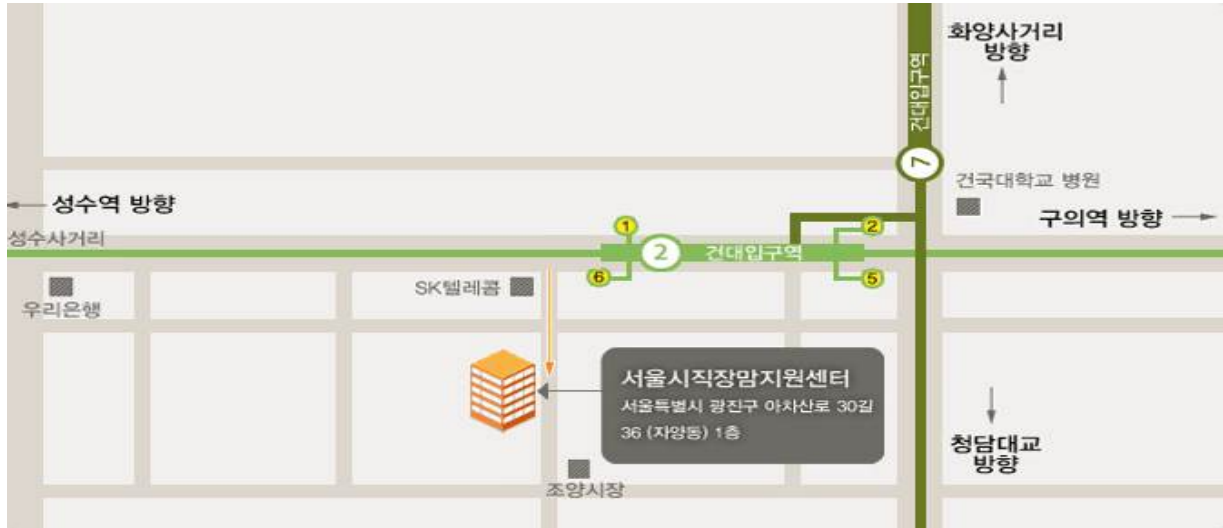 화양사거리
방향
건대입구역
7
건국대학교 병원
성수역 방향
구의역 방향
성수사거리
1
2
2
건대입구역
6
5
SK텔레콤
우리은행
서울시직장맘지원센터
서울특별시 광진구 아차산로 30길
36 (자양동) 1층
청담대교
방향
조양시장